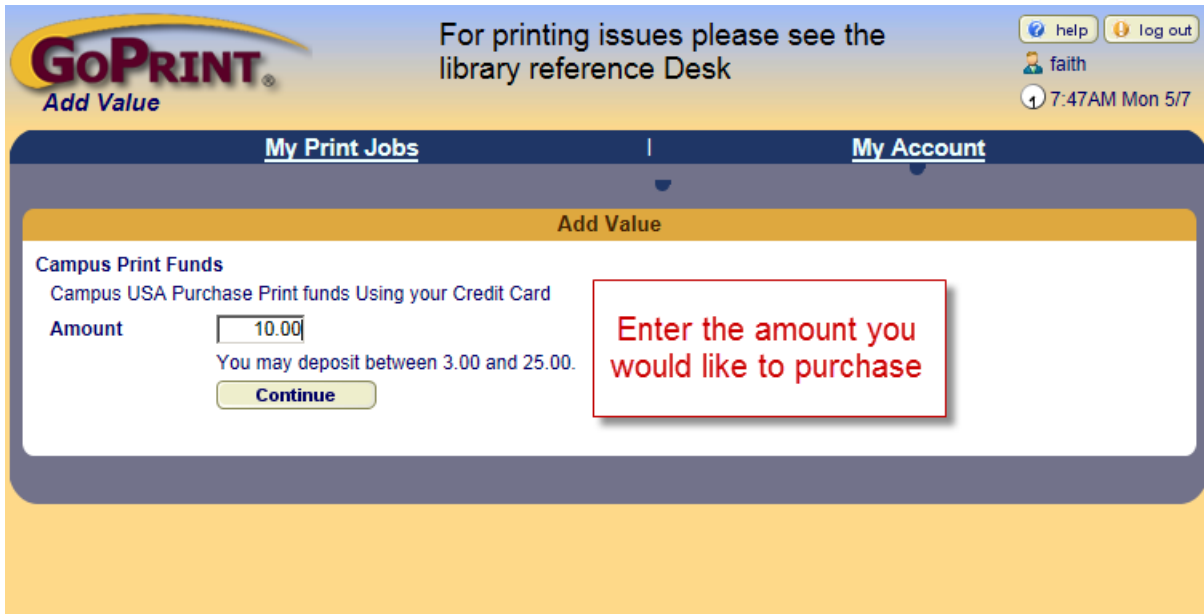 GOPRINT®
Add Value
For printing issues please see the
library reference Desk
help
log out
faith
7:47AM Mon 5/7
My Print Jobs | My Account
Add Value
Campus Print Funds
Campus USA Purchase Print funds Using your Credit Card
Amount 10.00
You may deposit between 3.00 and 25.00.
Continue
Enter the amount you
would like to purchase